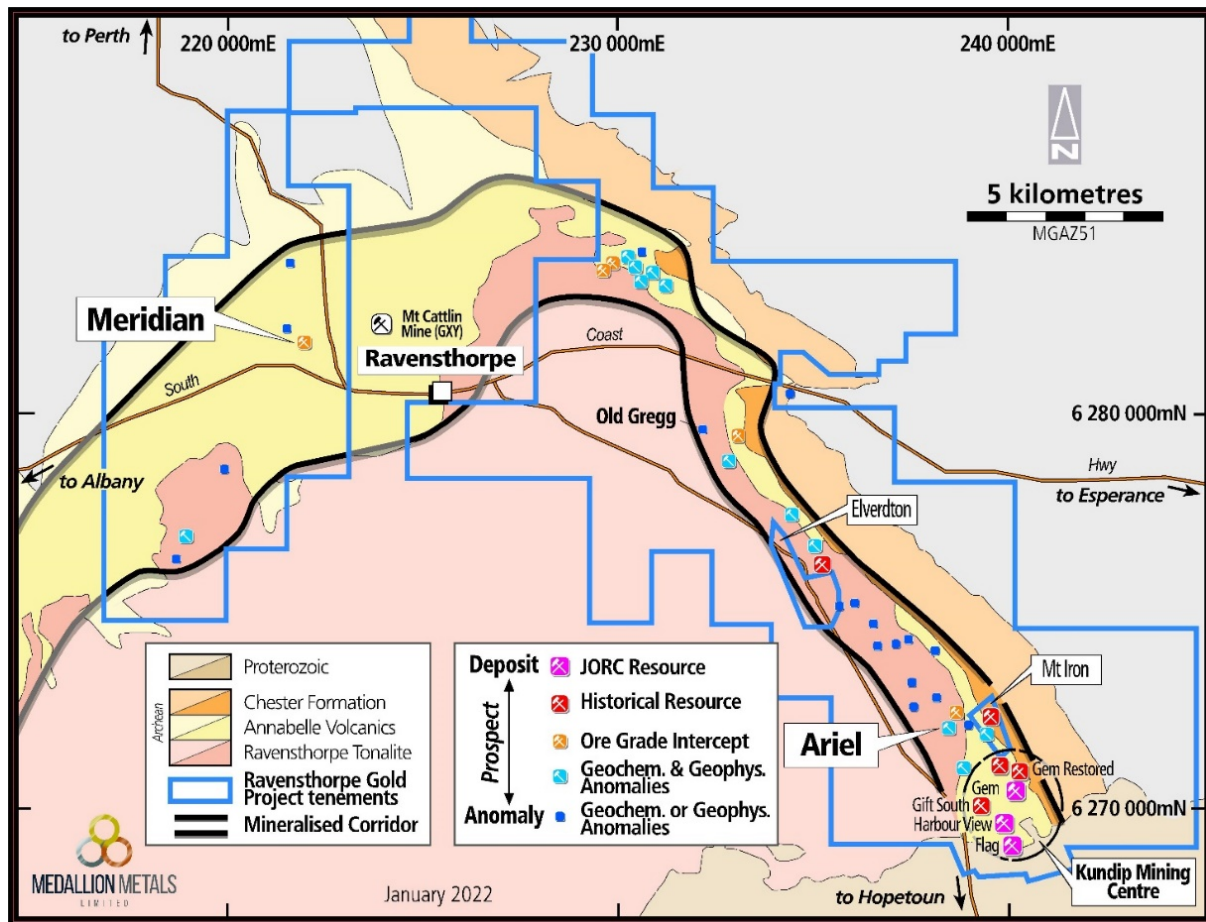 to Perth
220 000mE
230 000mE
240 000mE
N
5 kilometres
MGAZ51
Meridian
Mt Cattlin
Mine (GXY)
Ravensthorpe
Coast
South
Old Gregg
6 280 000mN
Hwy
to Albany
to Esperance
Elverdton
Mt Iron
Ariel
Gem Restored
Gem
Gift South
6 270 000mN
Harbour View
Flag
Kundip Mining
Centre
to Hopetoun
Proterozoic
Archean
Chester Formation
Annabelle Volcanics
Ravensthorpe Tonalite
Ravensthorpe Gold
Project tenements
Mineralised Corridor
Deposit
JORC Resource
Prospect
Historical Resource
Ore Grade Intercept
Geochem. & Geophys.
Anomalies
Anomaly
Geochem. or Geophys.
Anomalies
MEDALLION METALS
LIMITED
January 2022